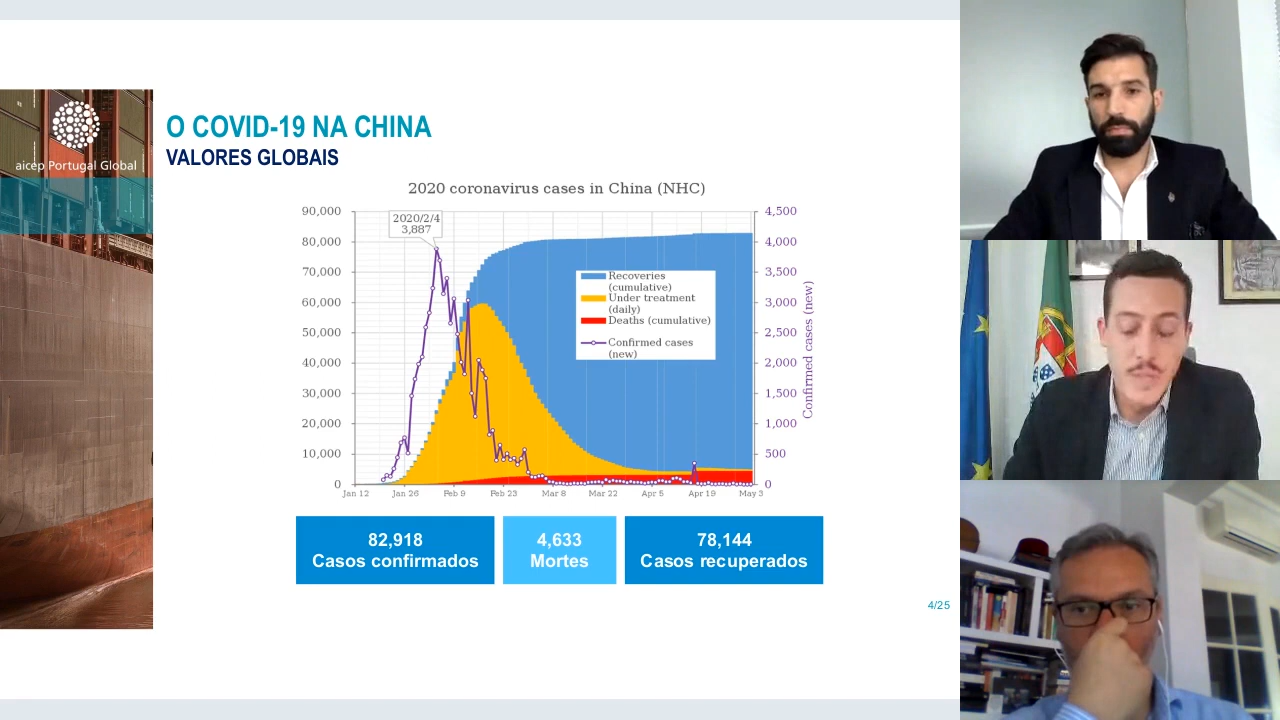 aicep Portugal Global
O COVID-19 NA CHINA
VALORES GLOBAIS
2020 coronavirus cases in China (NHC)
90,000
80,000
70,000
60,000
50,000
40,000
30,000
20,000
10,000
0
2020/2/4
3,887
Recoveries
(cumulative)
Under treatment
(daily)
Deaths (cumulative)
Confirmed cases
(new)
4,500
4,000
3,500
3,000
2,500
2,000
1,500
1,000
500
0
Confirmed cases (new)
Jan 12 Jan 26 Feb 9 Feb 23 Mar 8 Mar 22 Apr 5 Apr 19 May 3
82,918
Casos confirmados
4,633
Mortes
78,144
Casos recuperados
4/25